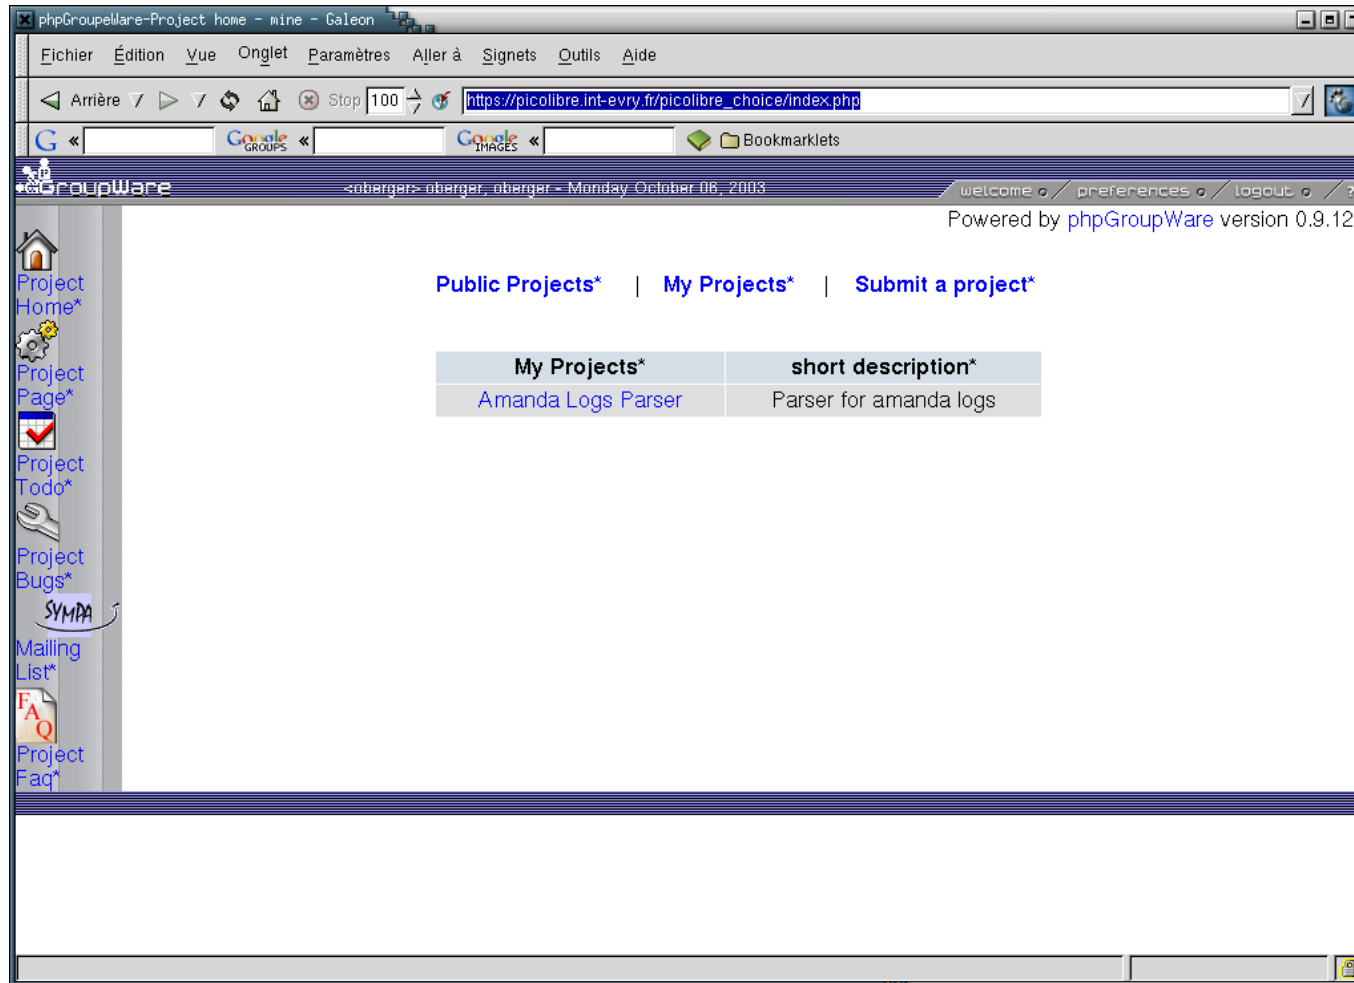 phpGroupeWare-Project home - mine - Galeon
Fichier Édition Vue Onglet Paramètres Aller à Signets Outils Aide
Arrière Stop 100 https://picolibre.int-evry.fr/picolibre_choice/index.php
G « Google GROUPS « Google IMAGES « Bookmarklets
GroupWare <oberger> oberger, oberger - Monday October 06, 2003 welcome preferences logout ?
Powered by phpGroupWare version 0.9.12
Public Projects* | My Projects* | Submit a project*
My Projects* short description*
Amanda Logs Parser Parser for amanda logs
Project
Home*
Project
Page*
Project
Todo*
Project
Bugs*
SYMPA
Mailing
List*
FAQ
Project
Faq*